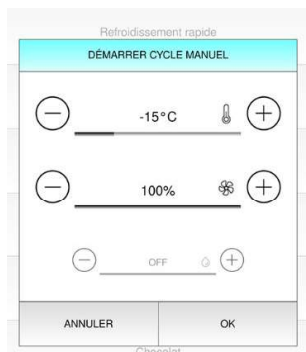 Refroidissement rapide
DÉMARRER CYCLE MANUEL
-15°C
100%
OFF
ANNULER OK
Chocolat